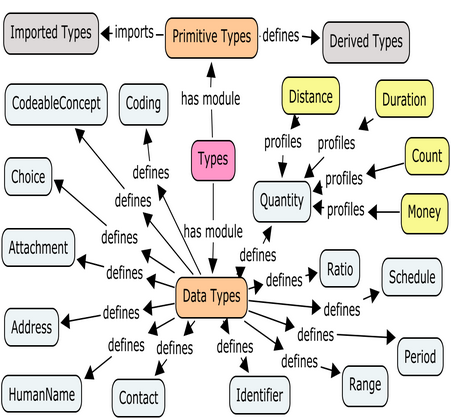 Imported Types
imports
Primitive Types
defines
Derived Types
has module
CodeableConcept
Coding
Distance
Duration
profiles
profiles
defines
Types
Count
profiles
Choice
defines
Quantity
profiles
Money
defines
has module
Attachment
defines
defines
Ratio
Schedule
defines
Data Types
defines
Address
defines
defines
defines
defines
defines
defines
defines
Period
HumanName
Contact
Identifier
Range